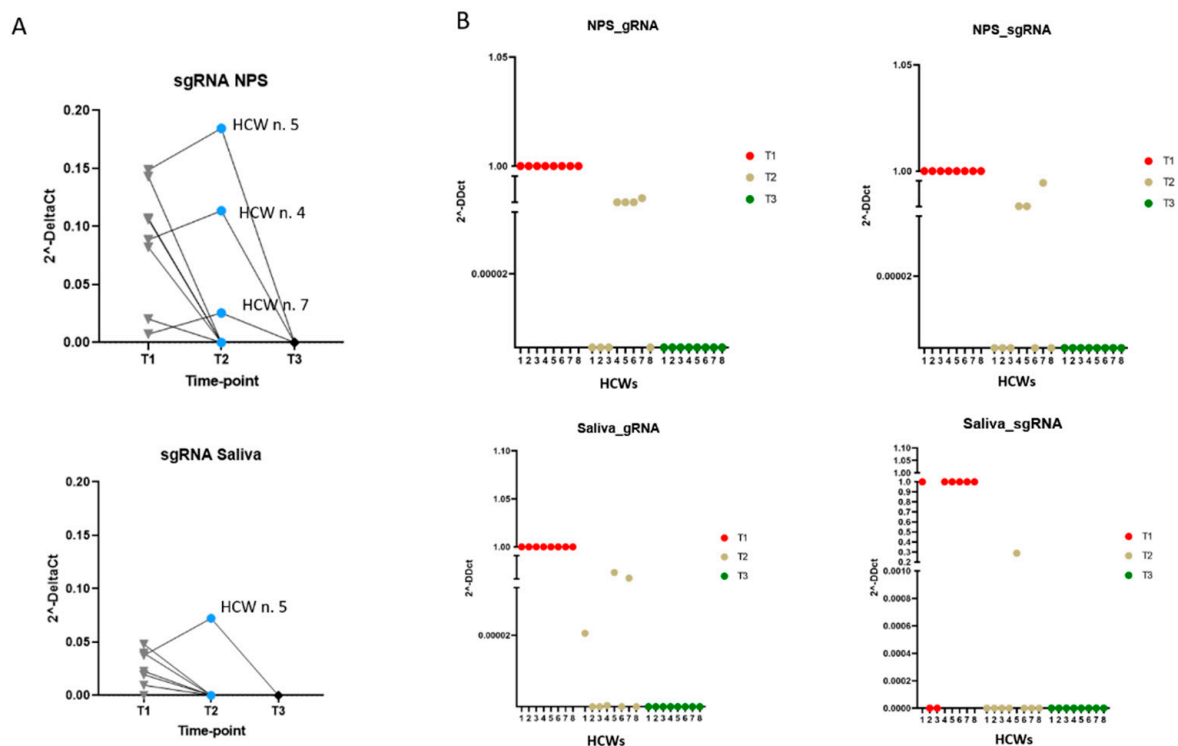 A
B
sgRNA NPS
0.20
0.15
0.10
0.05
0.00
2^-DeltaCt
HCW n. 5
HCW n. 4
HCW n. 7
T1 T2 T3
Time-point
NPS_gRNA
1.05
1.00
0.00002
2^-DDct
T1
T2
T3
1 2 3 4 5 6 7 8 1 2 3 4 5 6 7 8 1 2 3 4 5 6 7 8
HCWs
NPS_sgRNA
1.05
1.00
0.00002
2^-DDct
T1
T2
T3
1 2 3 4 5 6 7 8 1 2 3 4 5 6 7 8 1 2 3 4 5 6 7 8
HCWs
sgRNA Saliva
0.20
0.15
0.10
0.05
0.00
2^-DeltaCt
HCW n. 5
T1 T2 T3
Time-point
Saliva_gRNA
1.10
1.05
1.00
0.00002
2^-DDct
T1
T2
T3
1 2 3 4 5 6 7 8 1 2 3 4 5 6 7 8 1 2 3 4 5 6 7 8
HCWs
Saliva_sgRNA
1.10
1.05
1.00
1.0
0.9
0.8
0.7
0.6
0.5
0.4
0.3
0.2
0.0010
0.0008
0.0006
0.0004
0.0002
0.0000
2^-DDct
T1
T2
T3
1 2 3 4 5 6 7 8 1 2 3 4 5 6 7 8 1 2 3 4 5 6 7 8
HCWs